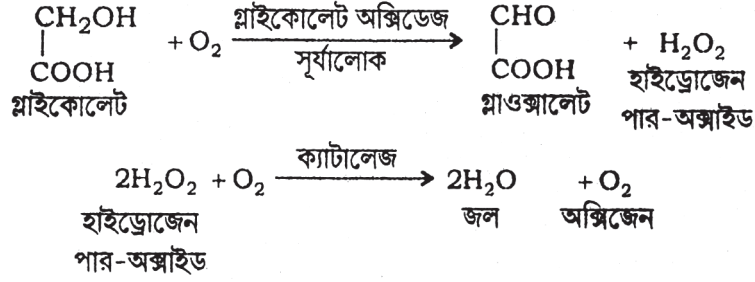 CH₂OH CHO
+ O₂ গ্লাইকোলেট অক্সিডেজ + H₂O₂
সূর্যালোক
COOH COOH হাইড্রোজেন
গ্লাইকোলেট গ্লাওক্সালেট পার-অক্সাইড
2H₂O₂ + O₂ ক্যাটালেজ 2H₂O + O₂
হাইড্রোজেন জল অক্সিজেন
পার-অক্সাইড